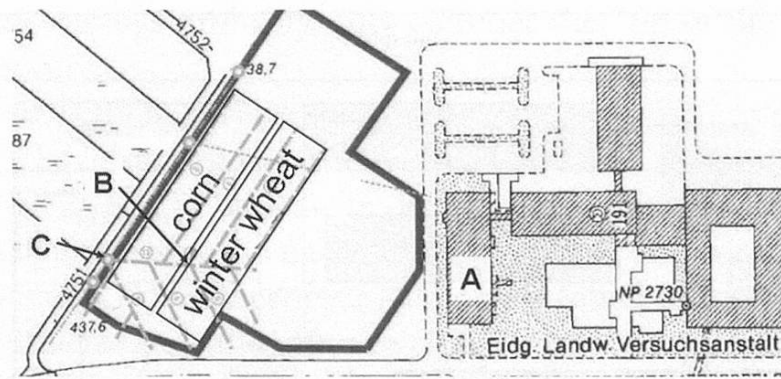 54
4752
38.7
87
B
corn
winter wheat
C
4751
437.6
A
191
NP 2730
Eidg. Landw. Versuchsanstalt